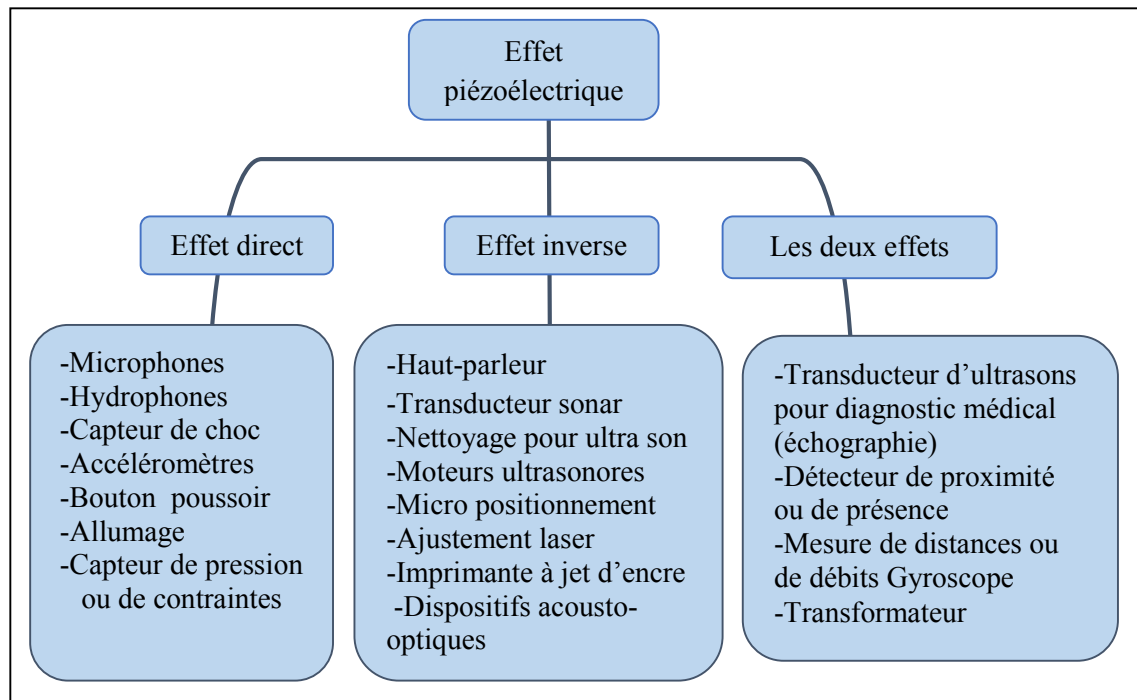 Effet
piézoélectrique
Effet direct
Effet inverse
Les deux effets
-Microphones
-Hydrophones
-Capteur de choc
-Accéléromètres
-Bouton poussoir
-Allumage
-Capteur de pression
ou de contraintes
-Haut-parleur
-Transducteur sonar
-Nettoyage pour ultra son
-Moteurs ultrasonores
-Micro positionnement
-Ajustement laser
-Imprimante à jet d’encre
-Dispositifs acousto-
optiques
-Transducteur d’ultrasons
pour diagnostic médical
(échographie)
-Détecteur de proximité
ou de présence
-Mesure de distances ou
de débits Gyroscope
-Transformateur